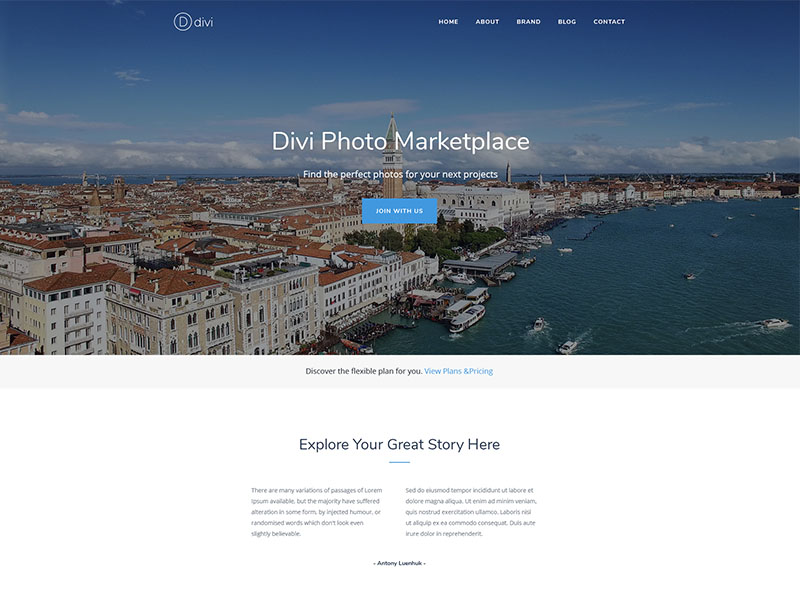 D divi
HOME ABOUT BRAND BLOG CONTACT
Divi Photo Marketplace
Find the perfect photos for your next projects
JOIN WITH US
Discover the flexible plan for you. View Plans &Pricing
Explore Your Great Story Here
There are many variations of passages of Lorem
Ipsum available, but the majority have suffered
alteration in some form, by injected humour, or
randomised words which don't look even
slightly believable.
Sed do eiusmod tempor incididunt ut labore et
dolore magna aliqua. Ut enim ad minim veniam,
quis nostrud exercitation ullamco. Laboris nisi
ut aliquip ex ea commodo consequat. Duis aute
irure dolor in reprehenderit.
- Antony Luenhuk -